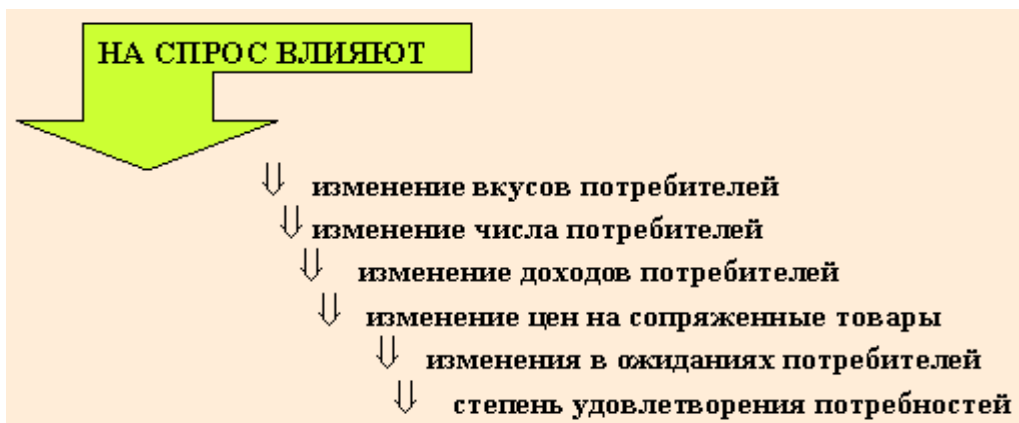 НА СПРОС ВЛИЯЮТ
изменение вкусов потребителей
изменение числа потребителей
изменение доходов потребителей
изменение цен на сопряженные товары
изменения в ожиданиях потребителей
степень удовлетворения потребностей